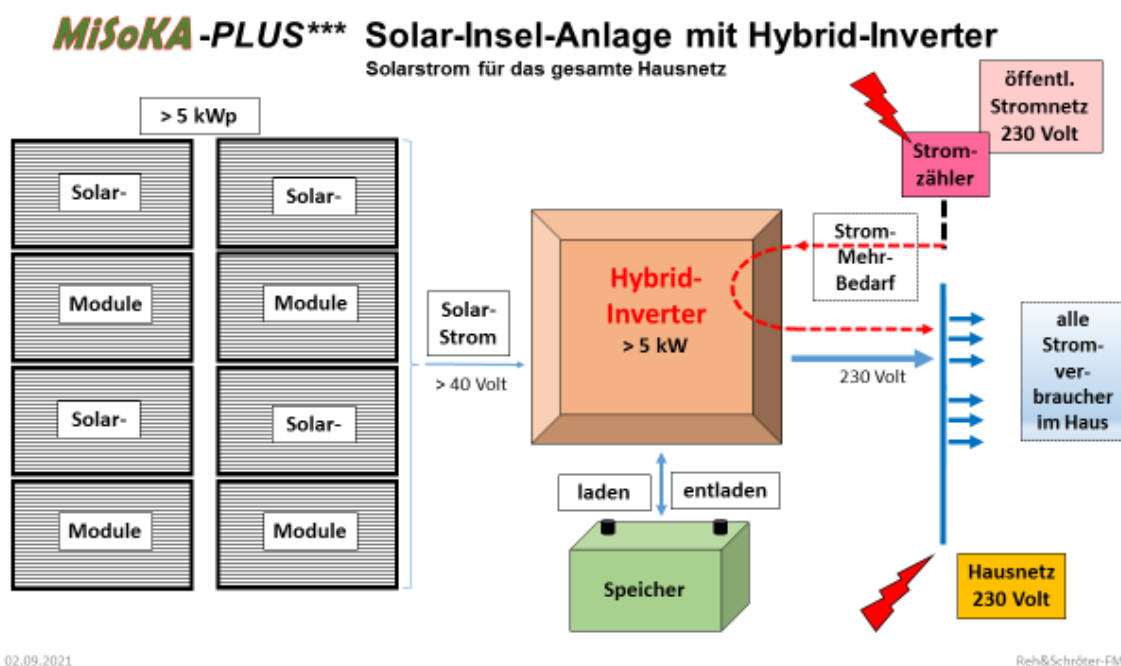 MiSoKA -PLUS*** Solar-Insel-Anlage mit Hybrid-Inverter
Solarstrom für das gesamte Hausnetz
> 5 kWp
Solar-
Solar-
Module
Module
Solar-
Solar-
Module
Module
Solar-
Strom
> 40 Volt
Hybrid-
Inverter
> 5 kW
laden
entladen
Speicher
öffentl.
Stromnetz
230 Volt
Strom-
zähler
Strom-
Mehr-
Bedarf
230 Volt
alle
Strom-
ver-
braucher
im Haus
Hausnetz
230 Volt
02.09.2021
Reh&Schröter-FM